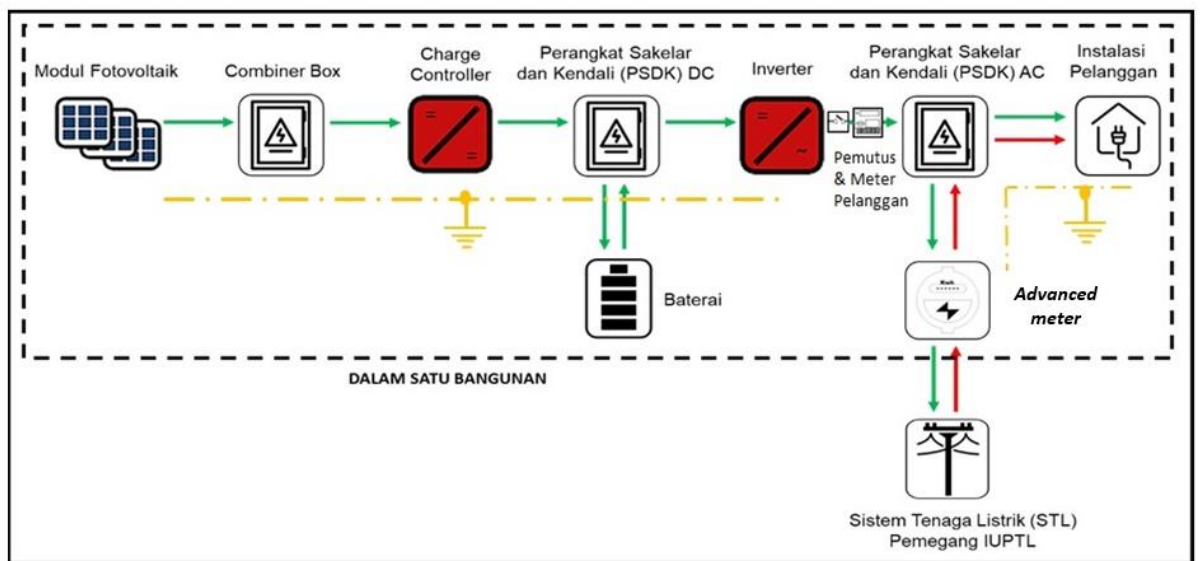 Modul Fotovoltaik
Combiner Box
Charge
Controller
Perangkat Sakelar
dan Kendali (PSDK) DC
Inverter
Perangkat Sakelar
dan Kendali (PSDK) AC
Instalasi
Pelanggan
Pemutus
& Meter
Pelanggan
Baterai
Advanced
meter
DALAM SATU BANGUNAN
Sistem Tenaga Listrik (STL)
Pemegang IUPTL